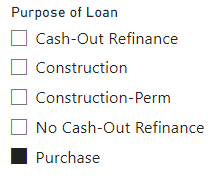 Purpose of Loan
Cash-Out Refinance
Construction
Construction-Perm
No Cash-Out Refinance
Purchase